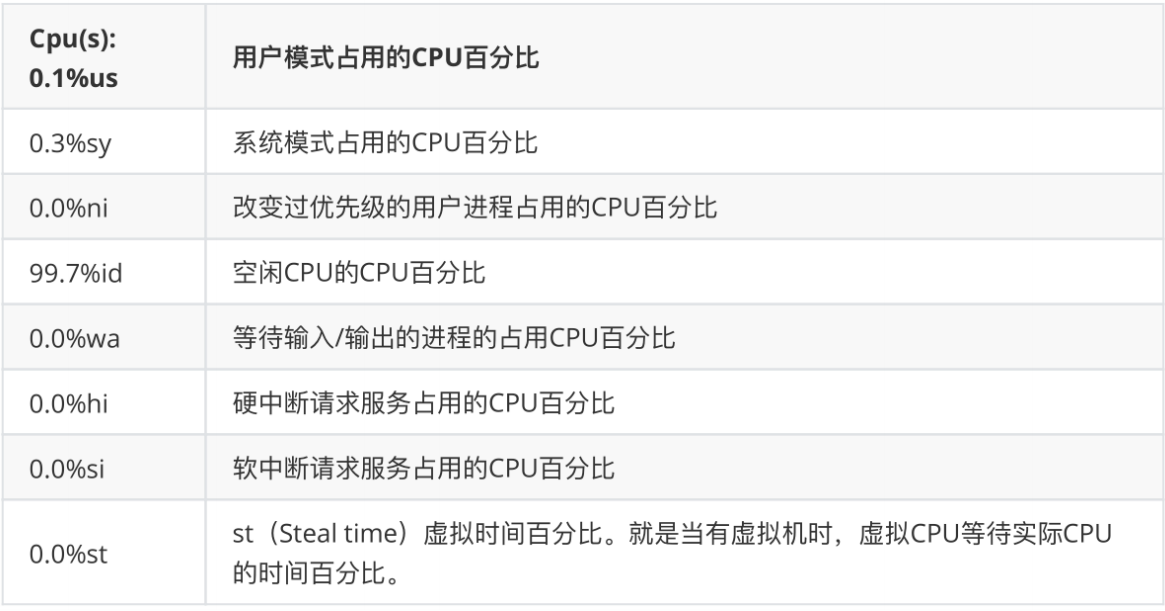 Cpu(s):
0.1%us
用户模式占用的CPU百分比
0.3%sy
系统模式占用的CPU百分比
0.0%ni
改变过优先级的用户进程占用的CPU百分比
99.7%id
空闲CPU的CPU百分比
0.0%wa
等待输入/输出的进程的占用CPU百分比
0.0%hi
硬中断请求服务占用的CPU百分比
0.0%si
软中断请求服务占用的CPU百分比
0.0%st
st（Steal time）虚拟时间百分比。就是当有虚拟机时，虚拟CPU等待实际CPU
的时间百分比。